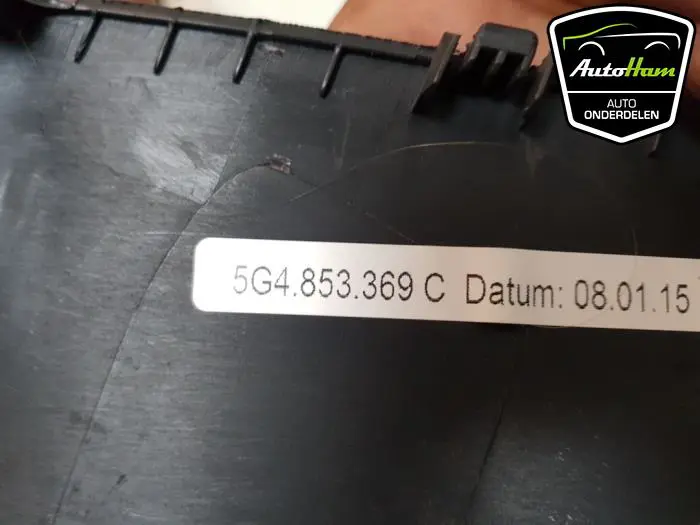 AutoHam
AUTO
ONDERDELEN
5G4.853.369 C Datum: 08.01.15